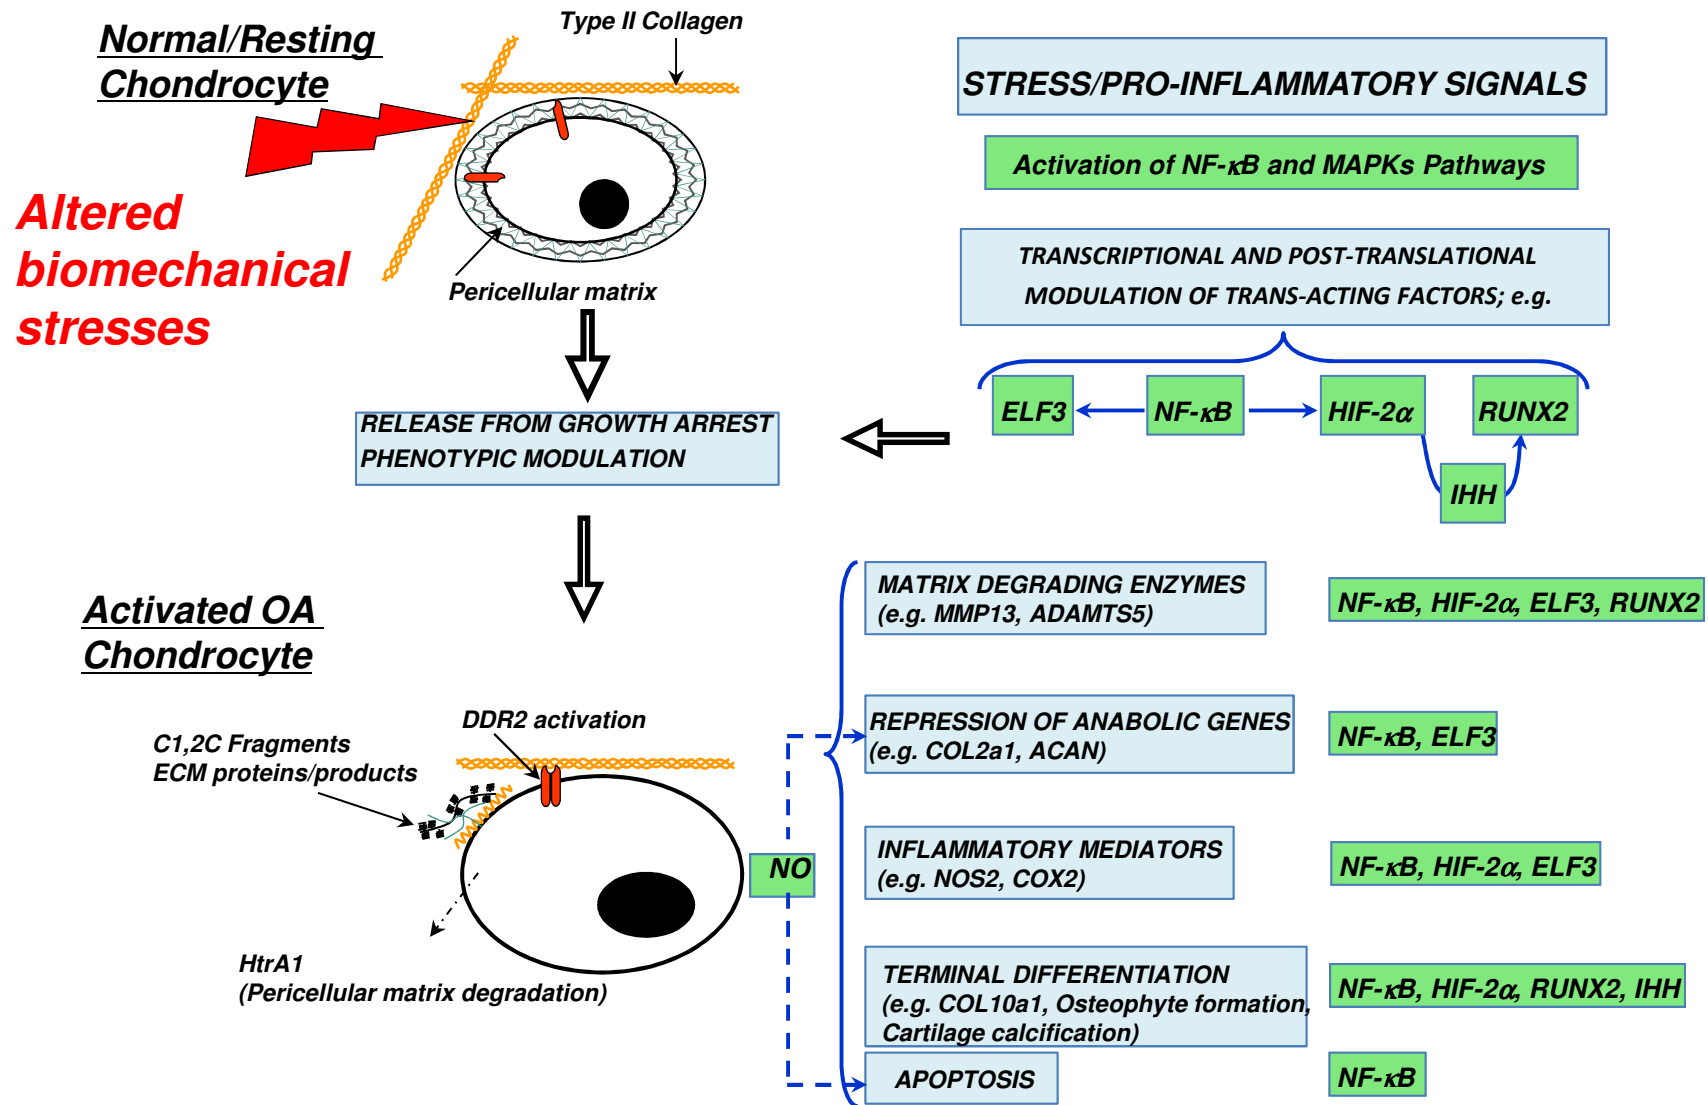 Normal/Resting
Chondrocyte
Type II Collagen
Altered
biomechanical
stresses
Pericellular matrix
STRESS/PRO-INFLAMMATORY SIGNALS
Activation of NF-κB and MAPKs Pathways
TRANSCRIPTIONAL AND POST-TRANSLATIONAL
MODULATION OF TRANS-ACTING FACTORS; e.g.
ELF3
NF-κB
HIF-2α
RUNX2
IHH
RELEASE FROM GROWTH ARREST
PHENOTYPIC MODULATION
Activated OA
Chondrocyte
DDR2 activation
C1,2C Fragments
ECM proteins/products
HtrA1
(Pericellular matrix degradation)
NO
MATRIX DEGRADING ENZYMES
(e.g. MMP13, ADAMTS5)
NF-κB, HIF-2α, ELF3, RUNX2
REPRESSION OF ANABOLIC GENES
(e.g. COL2a1, ACAN)
NF-κB, ELF3
INFLAMMATORY MEDIATORS
(e.g. NOS2, COX2)
NF-κB, HIF-2α, ELF3
TERMINAL DIFFERENTIATION
(e.g. COL10a1, Osteophyte formation,
Cartilage calcification)
NF-κB, HIF-2α, RUNX2, IHH
APOPTOSIS
NF-κB